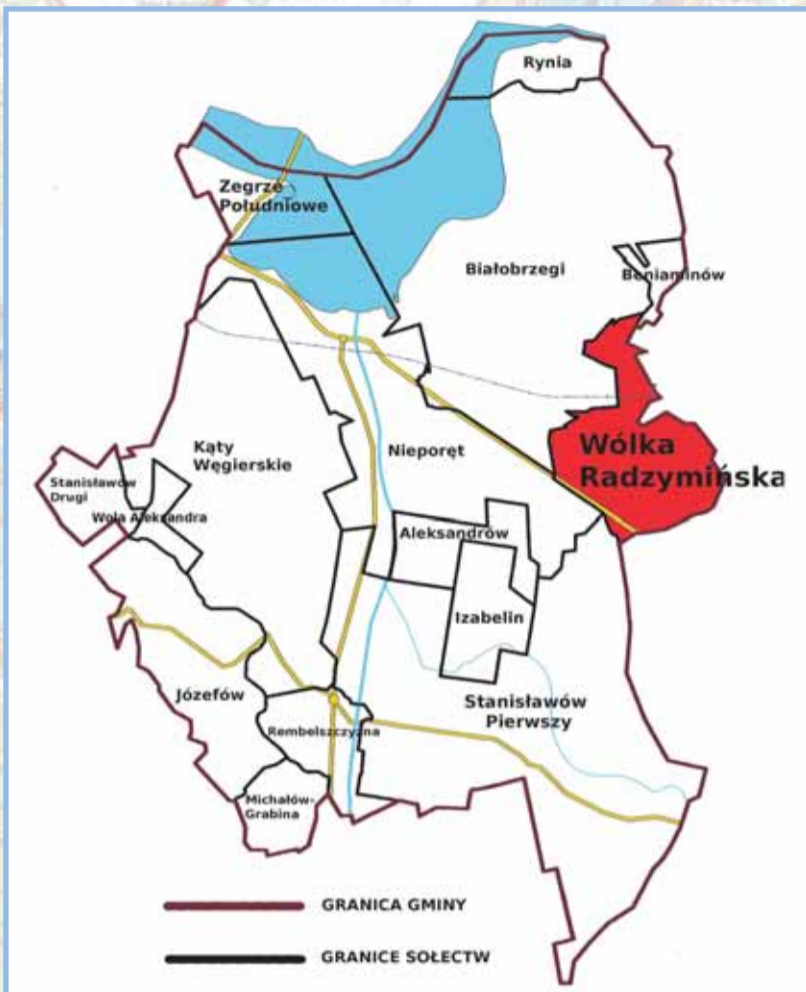 Rynia
Zegrze
Południowe
Białobrzegi
Beniaminów
Kąty
Węgierskie
Nieporęt
Wólka
Radzymińska
Stanisławów
Drugi
Wola Aleksandra
Aleksandrów
Izabelin
Józefów
Stanisławów
Pierwszy
Rembelszczyzna
Michałów-
Grabina
GRANICA GMINY
GRANICE SOŁECTW